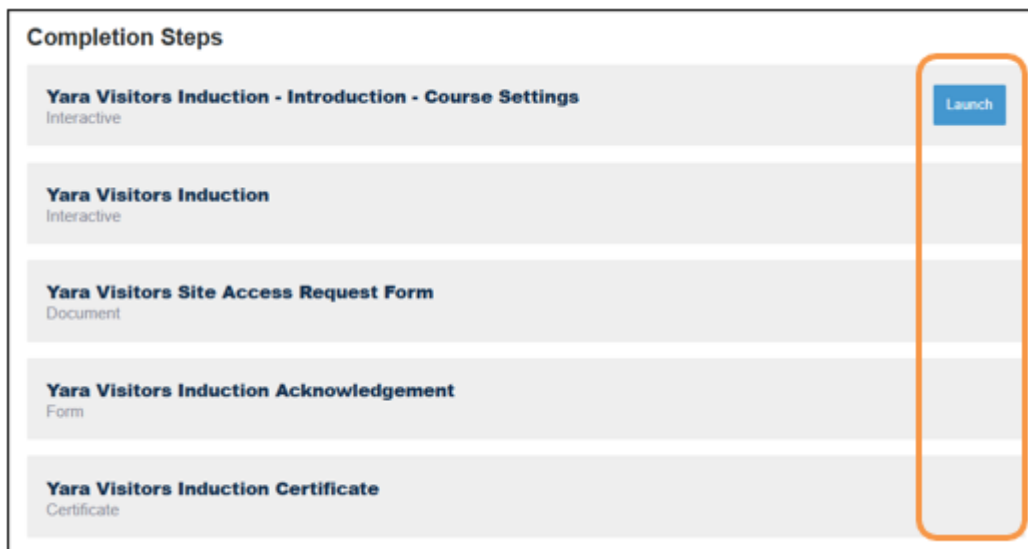 Completion Steps
Yara Visitors Induction - Introduction - Course Settings
Interactive
Launch
Yara Visitors Induction
Interactive
Yara Visitors Site Access Request Form
Document
Yara Visitors Induction Acknowledgement
Form
Yara Visitors Induction Certificate
Certificate